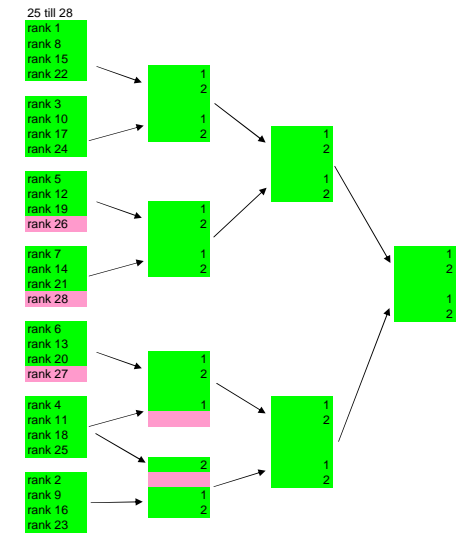 25 till 28
rank 1
rank 8
rank 15
rank 22
rank 3
rank 10
rank 17
rank 24
rank 5
rank 12
rank 19
rank 26
rank 7
rank 14
rank 21
rank 28
rank 6
rank 13
rank 20
rank 27
rank 4
rank 11
rank 18
rank 25
rank 2
rank 9
rank 16
rank 23
1
2
1
2
1
2
1
2
1
2
1
2
1
2
1
2
1
2
1
2
1
2
1
2
1
2